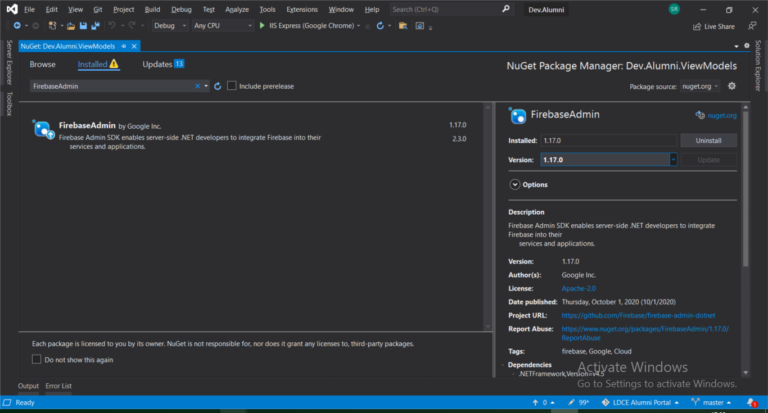 File Edit View Git Project Build Debug Test Analyze Tools Extensions Window Help Search (Ctrl+Q) Dev.Alumni SR
Debug Any CPU IIS Express (Google Chrome) Live Share
Server Explorer
Toolbox
Solution Explorer
NuGet: Dev.Alumni.ViewModels
Browse Installed Updates 13
NuGet Package Manager: Dev.Alumni.ViewModels
FirebaseAdmin Include prerelease
Package source: nuget.org
FirebaseAdmin by Google Inc. 1.17.0
Firebase Admin SDK enables server-side .NET developers to integrate Firebase into their 2.3.0
services and applications.
FirebaseAdmin nuget.org
Installed: 1.17.0 Uninstall
Version: 1.17.0 Update
Options
Description
Firebase Admin SDK enables server-side .NET developers to integrate
Firebase into their
services and applications.
Version: 1.17.0
Author(s): Google Inc.
License: Apache-2.0
Date published: Thursday, October 1, 2020 (10/1/2020)
Project URL: https://github.com/Firebase/firebase-admin-dotnet
Report Abuse: https://www.nuget.org/packages/FirebaseAdmin/1.17.0/
ReportAbuse
Tags: firebase, Google, Cloud
Dependencies
.NETFramework,Version=v4.5
Each package is licensed to you by its owner. NuGet is not responsible for, nor does it grant any licenses to, third-party packages.
Do not show this again
Activate Windows
Go to Settings to activate Windows.
Output Error List
Ready 0 99+ LDCE Alumni Portal master